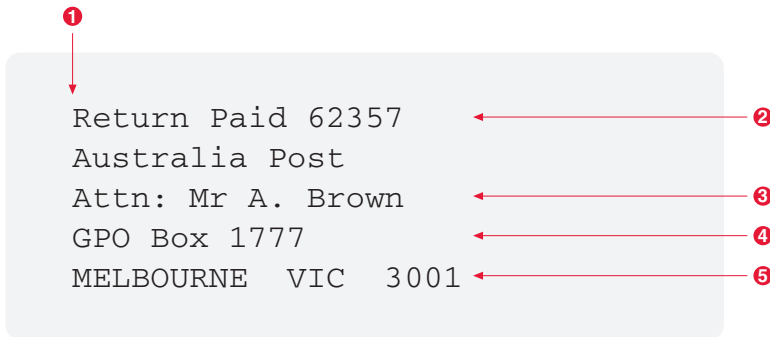 1
Return Paid 62357 2
Australia Post
Attn: Mr A. Brown 3
GPO Box 1777 4
MELBOURNE VIC 3001 5